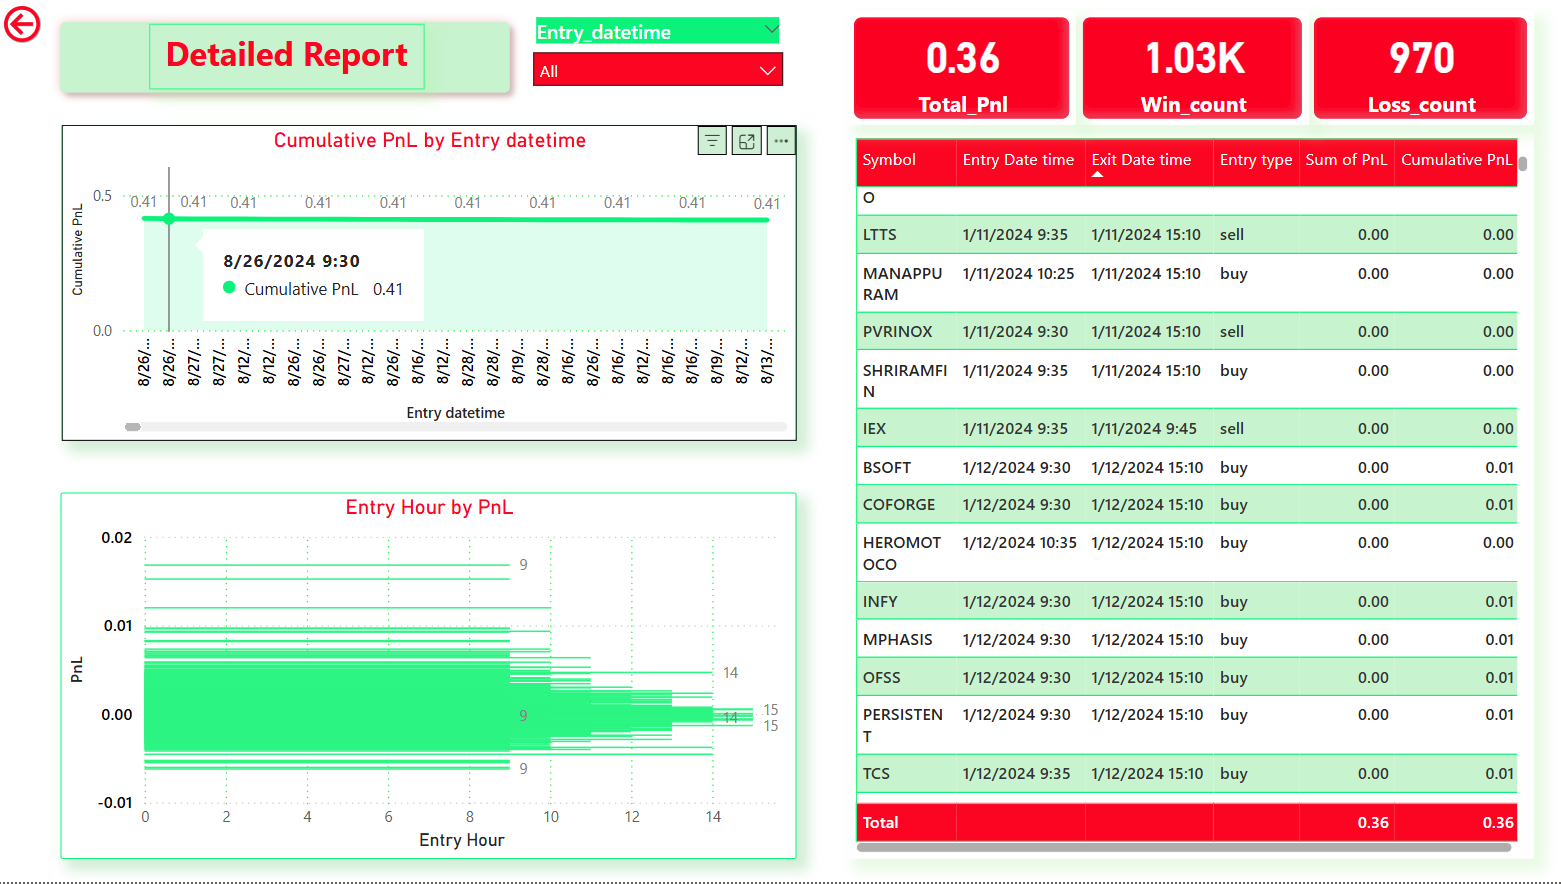 Detailed Report
Entry_datetime
All
0.36
Total_Pnl
1.03K
Win_count
970
Loss_count
Cumulative PnL by Entry datetime
Cumulative PnL
0.5
0.0
0.41 0.41 0.41 0.41 0.41 0.41 0.41 0.41 0.41 0.41
8/26/2024 9:30
Cumulative PnL 0.41
8/26/... 8/26/... 8/27/... 8/27/... 8/12/... 8/12/... 8/26/... 8/26/... 8/27/... 8/12/... 8/26/... 8/16/... 8/12/... 8/28/... 8/28/... 8/19/... 8/28/... 8/16/... 8/26/... 8/16/... 8/12/... 8/16/... 8/19/... 8/12/... 8/13/...
Entry datetime
Entry Hour by PnL
PnL
0.02
0.01
0.00
-0.01
9
14
9
14
15
15
9
0 2 4 6 8 10 12 14
Entry Hour
Symbol Entry Date time Exit Date time Entry type Sum of PnL Cumulative PnL
O
LTTS 1/11/2024 9:35 1/11/2024 15:10 sell 0.00 0.00
MANAPPU 1/11/2024 10:25 1/11/2024 15:10 buy 0.00 0.00
RAM
PVRINOX 1/11/2024 9:30 1/11/2024 15:10 sell 0.00 0.00
SHRIRAMFI 1/11/2024 9:35 1/11/2024 15:10 buy 0.00 0.00
N
IEX 1/11/2024 9:35 1/11/2024 9:45 sell 0.00 0.00
BSOFT 1/12/2024 9:30 1/12/2024 15:10 buy 0.00 0.01
COFORGE 1/12/2024 9:30 1/12/2024 15:10 buy 0.00 0.01
HEROMOT 1/12/2024 10:35 1/12/2024 15:10 buy 0.00 0.00
OCO
INFY 1/12/2024 9:30 1/12/2024 15:10 buy 0.00 0.01
MPHASIS 1/12/2024 9:30 1/12/2024 15:10 buy 0.00 0.01
OFSS 1/12/2024 9:30 1/12/2024 15:10 buy 0.00 0.01
PERSISTEN 1/12/2024 9:30 1/12/2024 15:10 buy 0.00 0.01
T
TCS 1/12/2024 9:35 1/12/2024 15:10 buy 0.00 0.01
Total 0.36 0.36